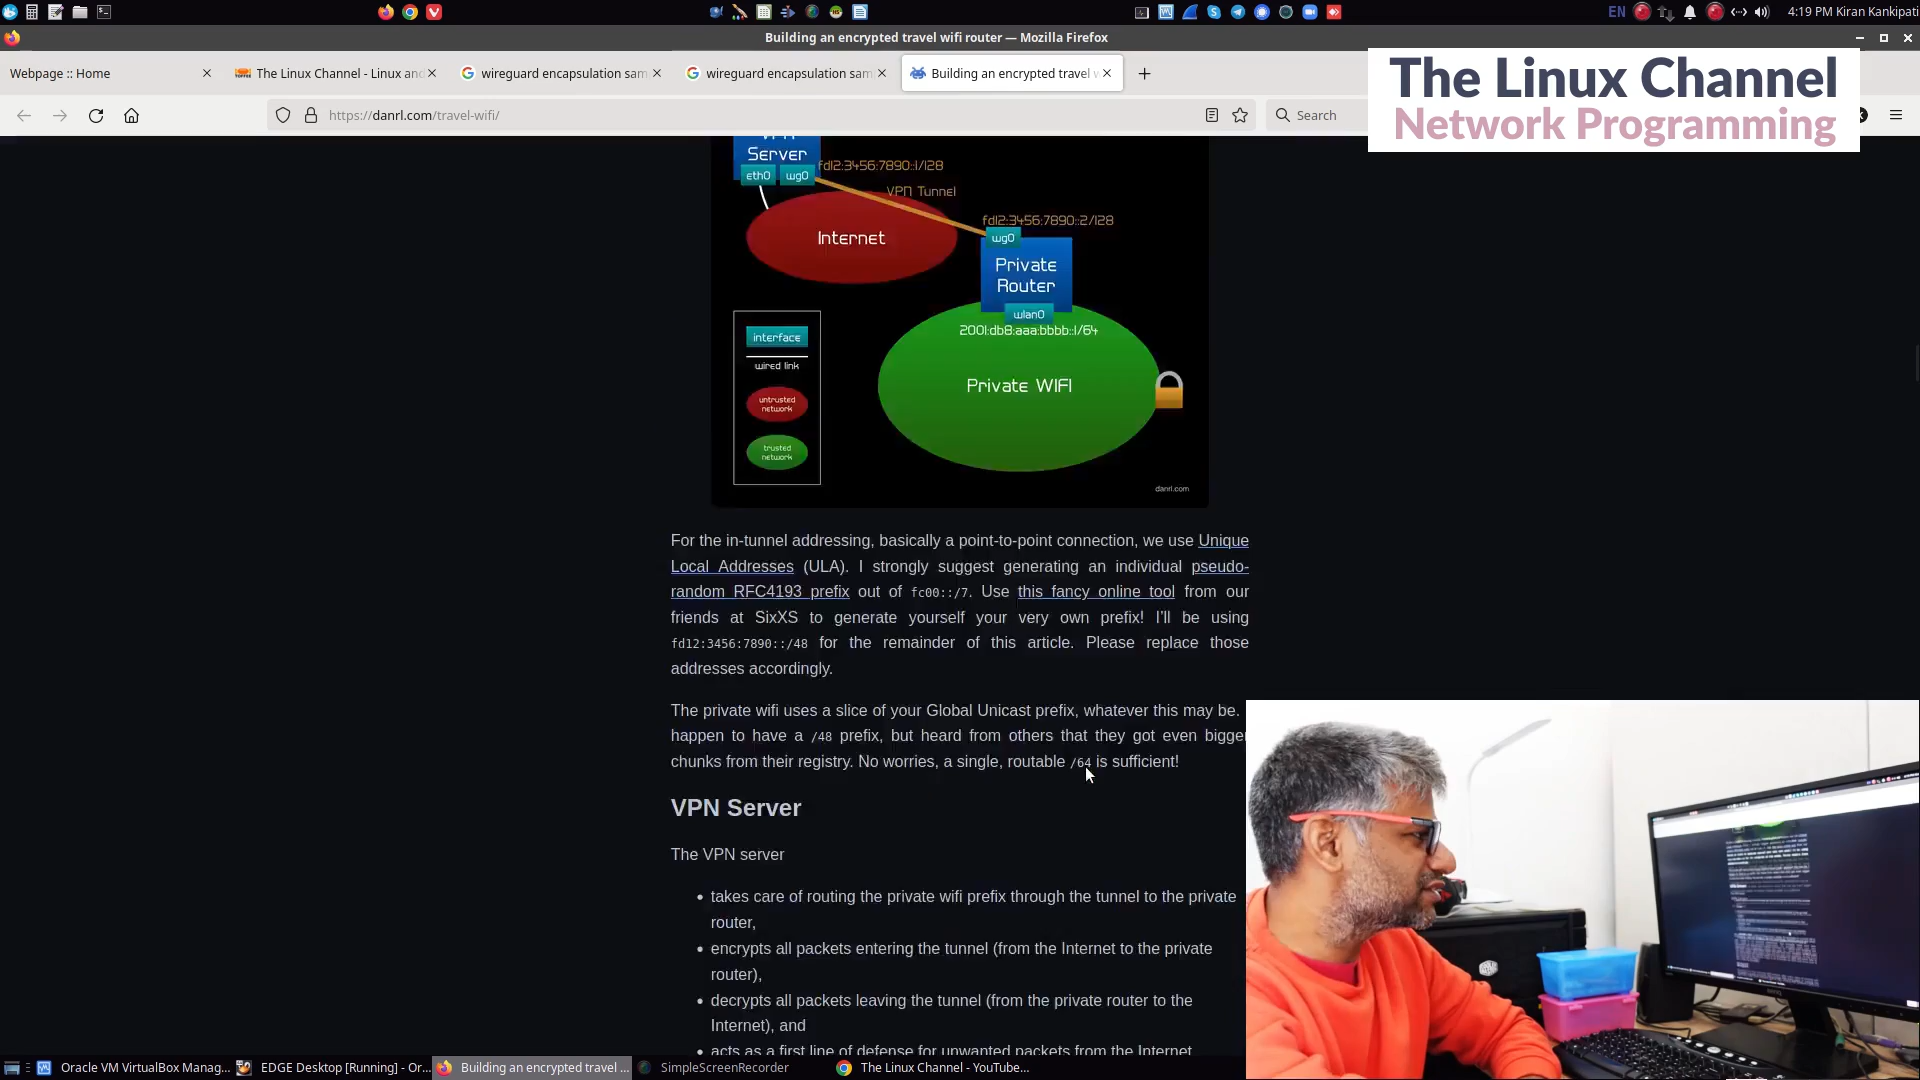 4:19 PM Kiran Kankipati
EN
Building an encrypted travel wifi router — Mozilla Firefox
Webpage :: Home
The Linux Channel - Linux and
wireguard encapsulation sam
wireguard encapsulation sam
Building an encrypted travel w
https://danrl.com/travel-wifi/
Search
The Linux Channel
Network Programming
Server
eth0 wg0
fd12:3456:7890::1/128
VPN Tunnel
fd12:3456:7890::2/128
wg0
Internet
Private
Router
wlan0
2001:db8:aaa:bbbb::1/64
Private WIFI
interface
wired link
untrusted
network
trusted
network
danrl.com
For the in-tunnel addressing, basically a point-to-point connection, we use Unique
Local Addresses (ULA). I strongly suggest generating an individual pseudo-
random RFC4193 prefix out of fc00::/7. Use this fancy online tool from our
friends at SixXS to generate yourself your very own prefix! I'll be using
fd12:3456:7890::/48 for the remainder of this article. Please replace those
addresses accordingly.
The private wifi uses a slice of your Global Unicast prefix, whatever this may be.
happen to have a /48 prefix, but heard from others that they got even bigger
chunks from their registry. No worries, a single, routable /64 is sufficient!
VPN Server
The VPN server
• takes care of routing the private wifi prefix through the tunnel to the private
router,
• encrypts all packets entering the tunnel (from the Internet to the private
router),
• decrypts all packets leaving the tunnel (from the private router to the
Internet), and
• acts as a first line of defense for unwanted packets from the Internet
Oracle VM VirtualBox Manag...
EDGE Desktop [Running] - Or...
Building an encrypted travel ...
SimpleScreenRecorder
The Linux Channel - YouTube...